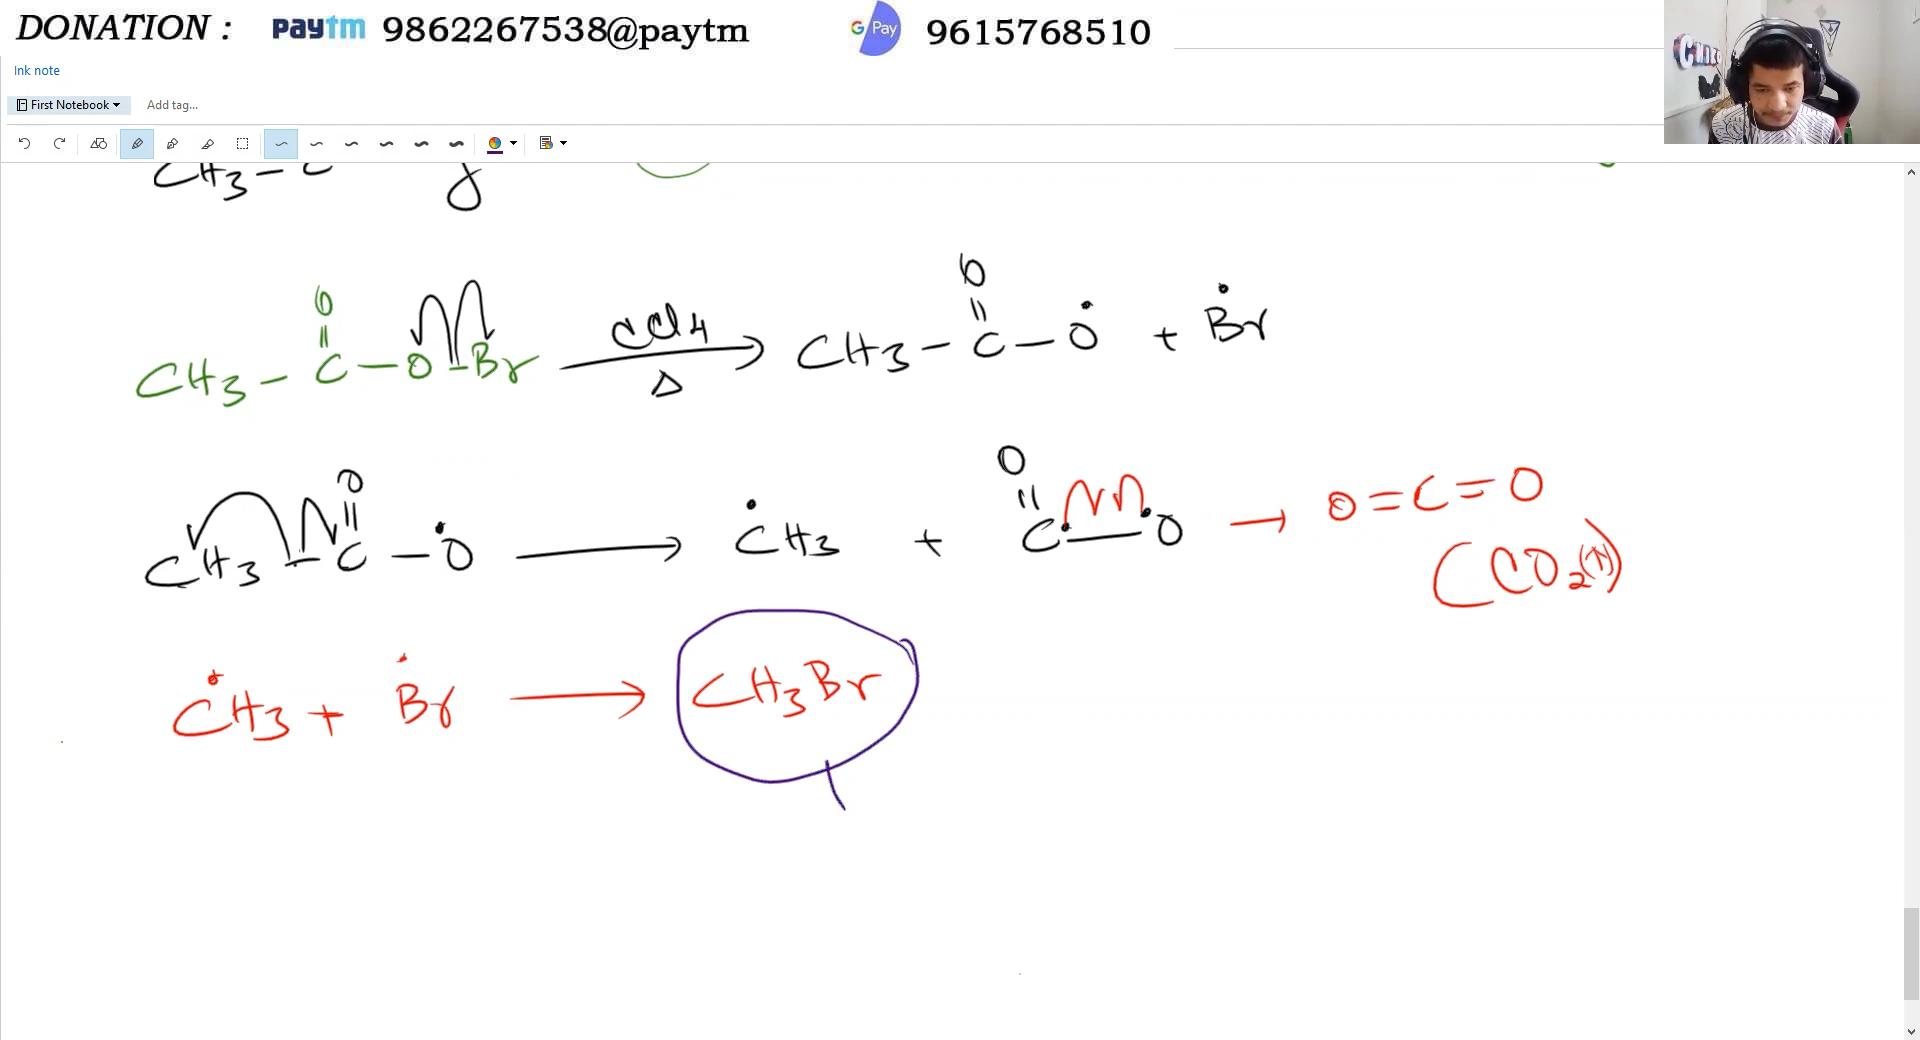 DONATION : paytm 9862267538@paytm G Pay 9615768510
Ink note
First Notebook Add tag...
CH3 - C
O
||
CH3 - C - O - Br CCl4 Δ → CH3 - C - O• + Br•
O
||
O
||
CH3 - C - O• → •CH3 + C - O → O = C = O
O
||
(CO2(↑))
•CH3 + Br• → CH3Br